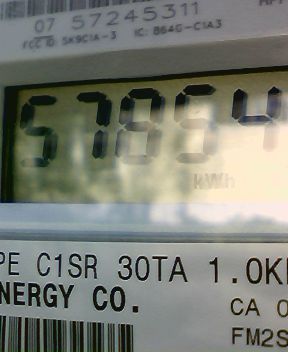 07 57245311
FCC ID: SK9C1A-3 IC: 864G-C1A3
57854
kWh
PE C1SR 30TA 1.0K
NERGY CO.
CA 0
FM2S